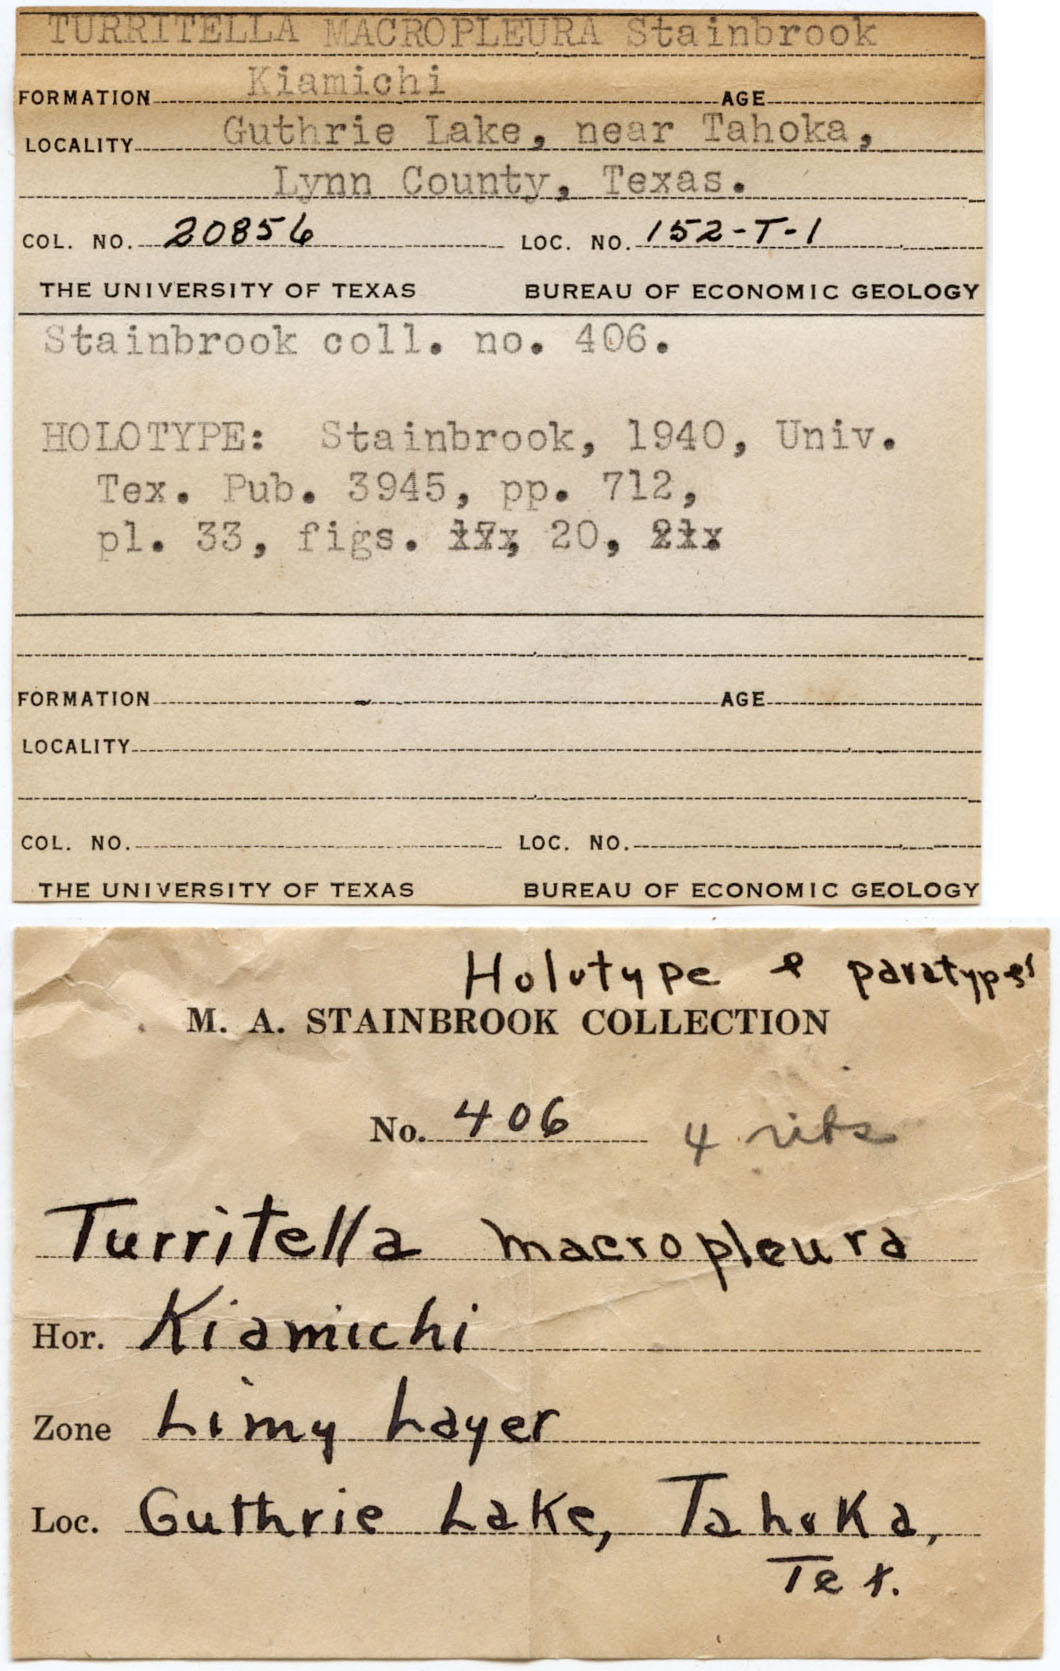 TURRITELLA MACROPLEURA Stainbrook
FORMATION Kiamichi AGE
LOCALITY Guthrie Lake, near Tahoka,
Lynn County, Texas.
COL. NO. 20856 LOC. NO. 152-T-1
THE UNIVERSITY OF TEXAS BUREAU OF ECONOMIC GEOLOGY
Stainbrook coll. no. 406.
HOLOTYPE: Stainbrook, 1940, Univ.
Tex. Pub. 3945, pp. 712,
pl. 33, figs. 20,
FORMATION AGE
LOCALITY
COL. NO. LOC. NO.
THE UNIVERSITY OF TEXAS BUREAU OF ECONOMIC GEOLOGY
Holotype & paratypes
M. A. STAINBROOK COLLECTION
No. 406 4 ribs
Turritella macropleura
Hor. Kiamichi
Zone Limy Layer
Loc. Guthrie Lake, Tahoka,
Tex.